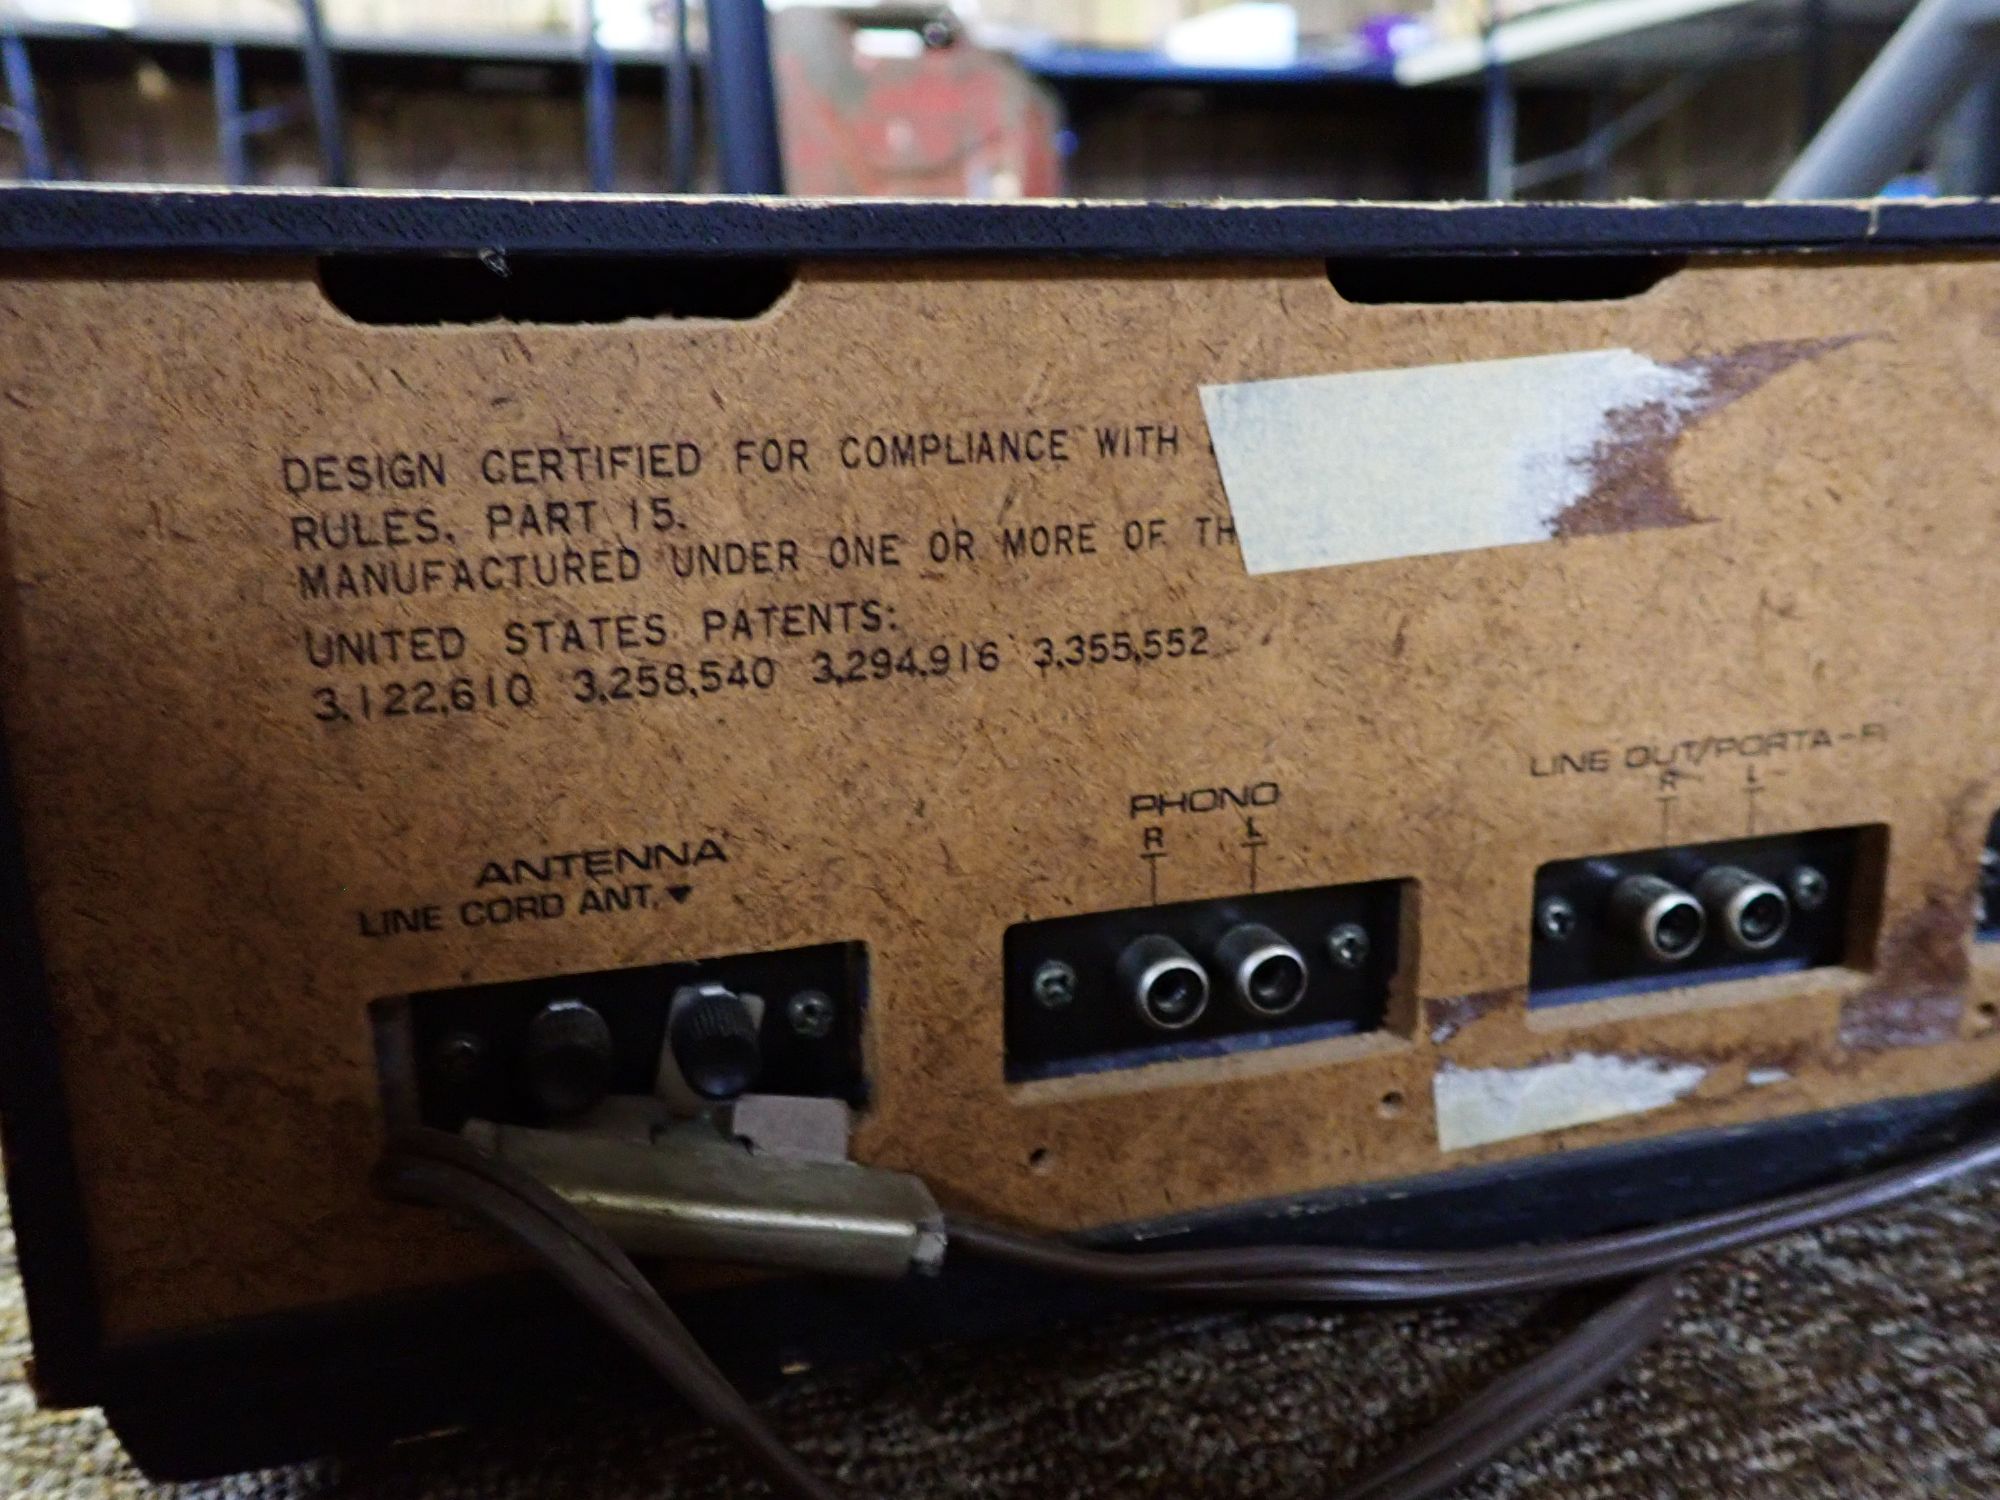 DESIGN CERTIFIED FOR COMPLIANCE WITH
RULES, PART 15.
MANUFACTURED UNDER ONE OR MORE OF TH
UNITED STATES PATENTS:
3,122,610 3,258,540 3,294,916 3,355,552
LINE OUT/PORTA-
R L
PHONO
R L
ANTENNA
LINE CORD ANT. ▼